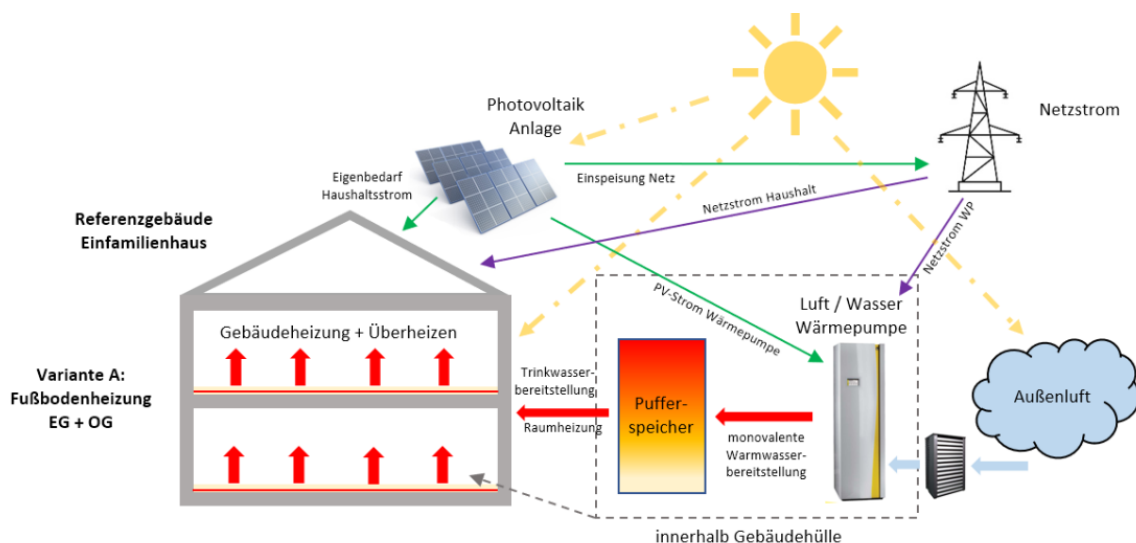 Photovoltaik
Anlage
Netzstrom
Eigenbedarf
Haushaltsstrom
Einspeisung Netz
Netzstrom Haushalt
Netzstrom WP
Referenzgebäude
Einfamilienhaus
PV-Strom Wärmepumpe
Luft / Wasser
Wärmepumpe
Gebäudeheizung + Überheizen
Variante A:
Fußbodenheizung
EG + OG
Trinkwasser-
bereitstellung
Raumheizung
Puffer-
speicher
monovalente
Warmwasser-
bereitstellung
Außenluft
innerhalb Gebäudehülle